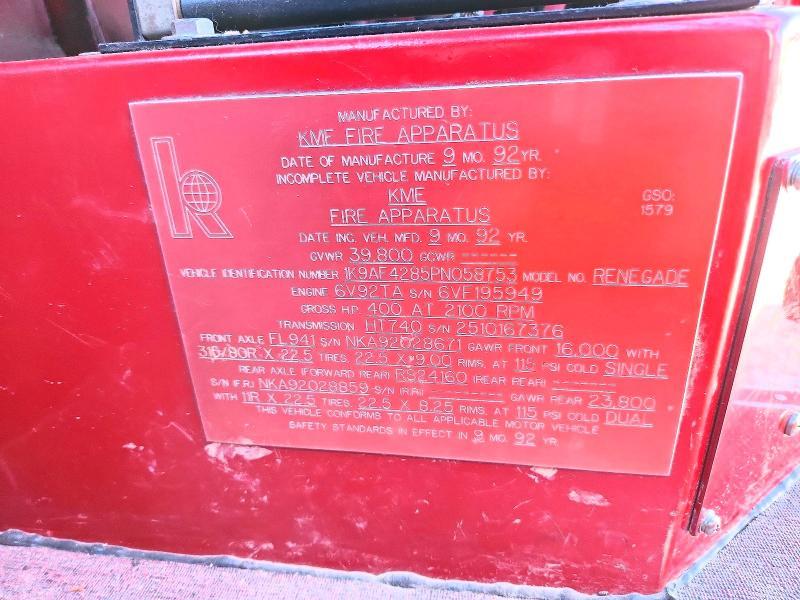 MANUFACTURED BY:
KME FIRE APPARATUS
DATE OF MANUFACTURE 9 MO. 92 YR.
INCOMPLETE VEHICLE MANUFACTURED BY:
KME
FIRE APPARATUS
GSO:
1579
DATE INC. VEH. MFD. 9 MO. 92 YR.
GVWR 39,800 GCWR ------
VEHICLE IDENTIFICATION NUMBER 1K9AF4285PN058753 MODEL NO. RENEGADE
ENGINE 6V92TA S/N 6VF195949
GROSS H.P. 400 AT 2100 RPM
TRANSMISSION HT740 S/N 2510167376
FRONT AXLE FL941 S/N NKA92028671 GAWR FRONT 16,000 WITH
315/80R X 22.5 TIRES 22.5 X 9.00 RIMS, AT 115 PSI COLD SINGLE
REAR AXLE (FORWARD REAR) RS24160 (REAR REAR) -------
S/N (F.R.) NKA92028859 S/N (R.R.) -------- GAWR REAR 23,800
WITH 11R X 22.5 TIRES 22.5 X 8.25 RIMS, AT 115 PSI COLD DUAL
THIS VEHICLE CONFORMS TO ALL APPLICABLE MOTOR VEHICLE
SAFETY STANDARDS IN EFFECT IN 9 MO. 92 YR.